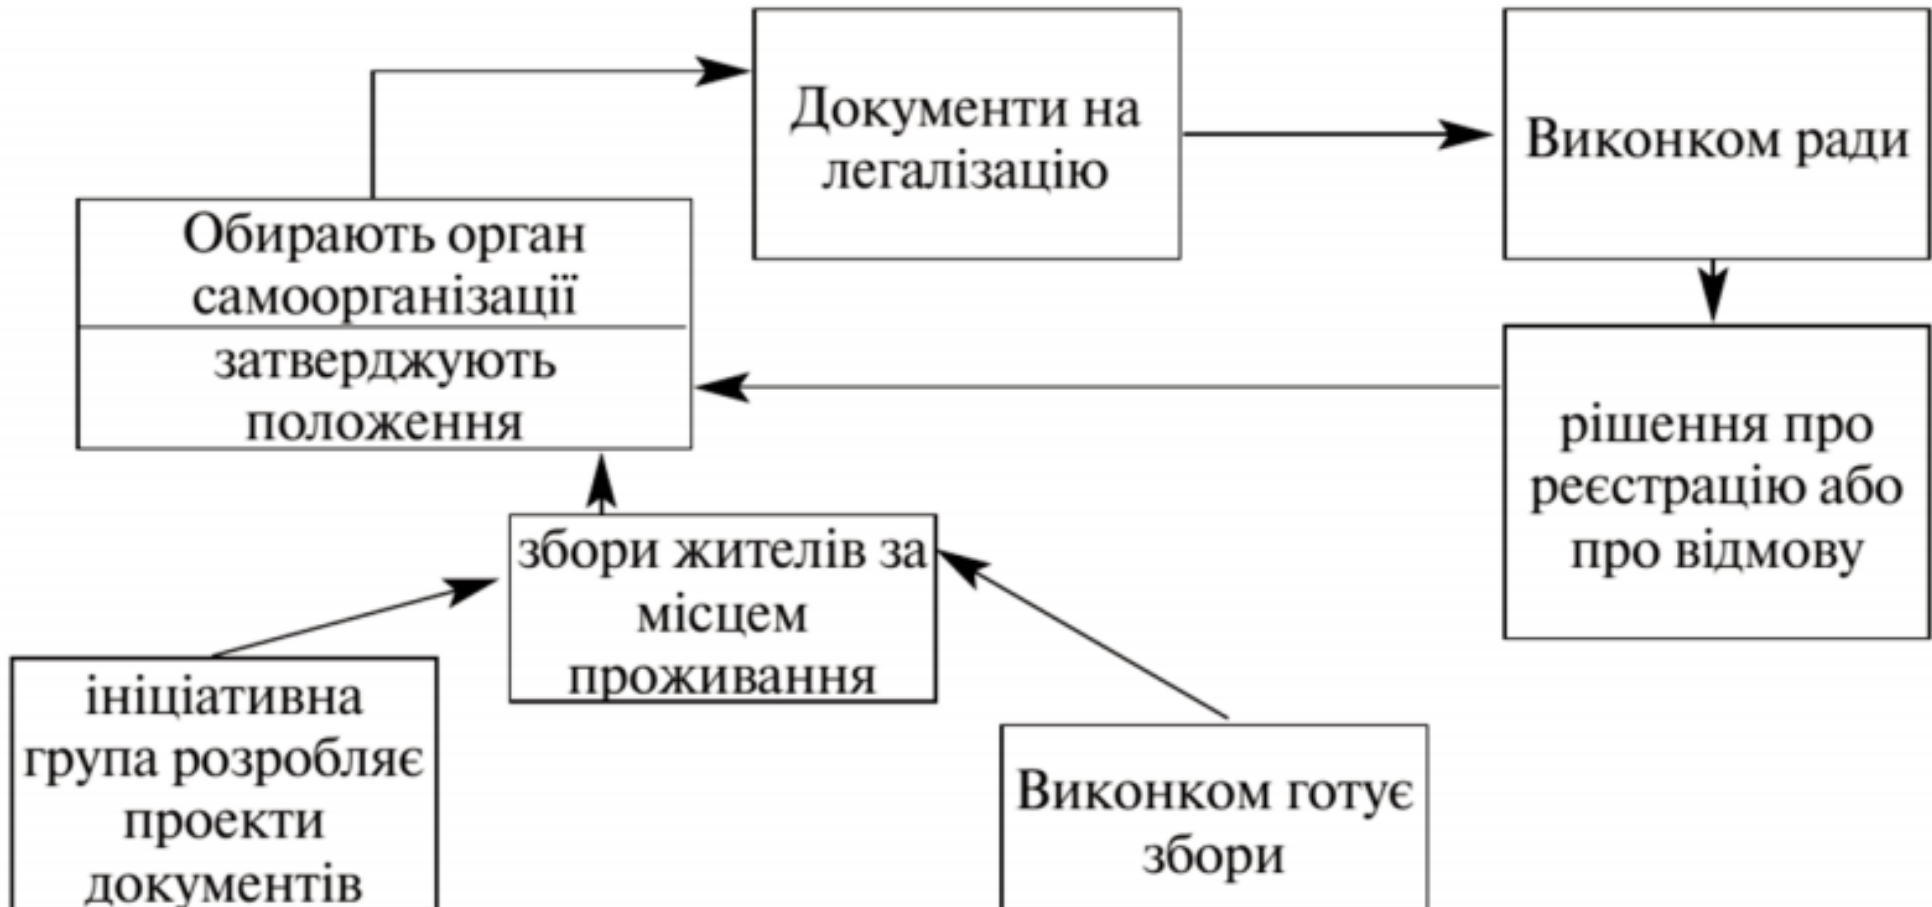 Документи на
легалізацію
Виконком ради
Обирають орган
самоорганізації
затверджують
положення
рішення про
реєстрацію або
про відмову
збори жителів за
місцем
проживання
ініціативна
група розробляє
проекти
документів
Виконком готує
збори